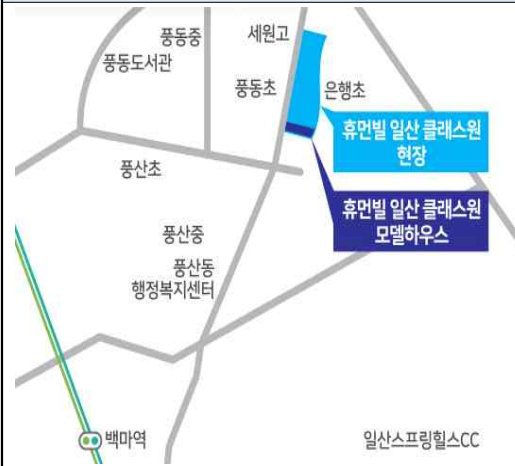 풍동중
세원고
풍동도서관
풍동초
은행초
휴먼빌 일산 클래스원
현장
풍산초
휴먼빌 일산 클래스원
모델하우스
풍산중
풍산동
행정복지센터
백마역
일산스프링힐스CC